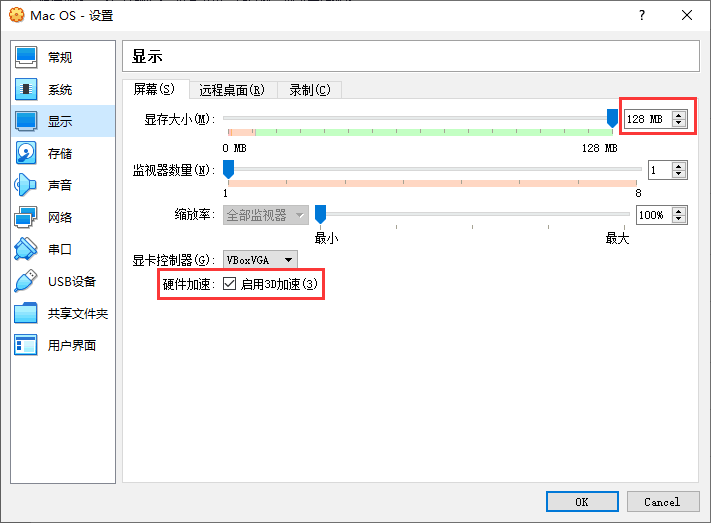 Mac OS - 设置
?
常规
系统
显示
存储
声音
网络
串口
USB设备
共享文件夹
用户界面
显示
屏幕(S) 远程桌面(R) 录制(C)
显存大小(M): 128 MB
0 MB 128 MB
监视器数量(N): 1
1 8
缩放率: 全部监视器 100%
最小 最大
显卡控制器(G): VBoxVGA
硬件加速: 启用3D加速(3)
OK Cancel